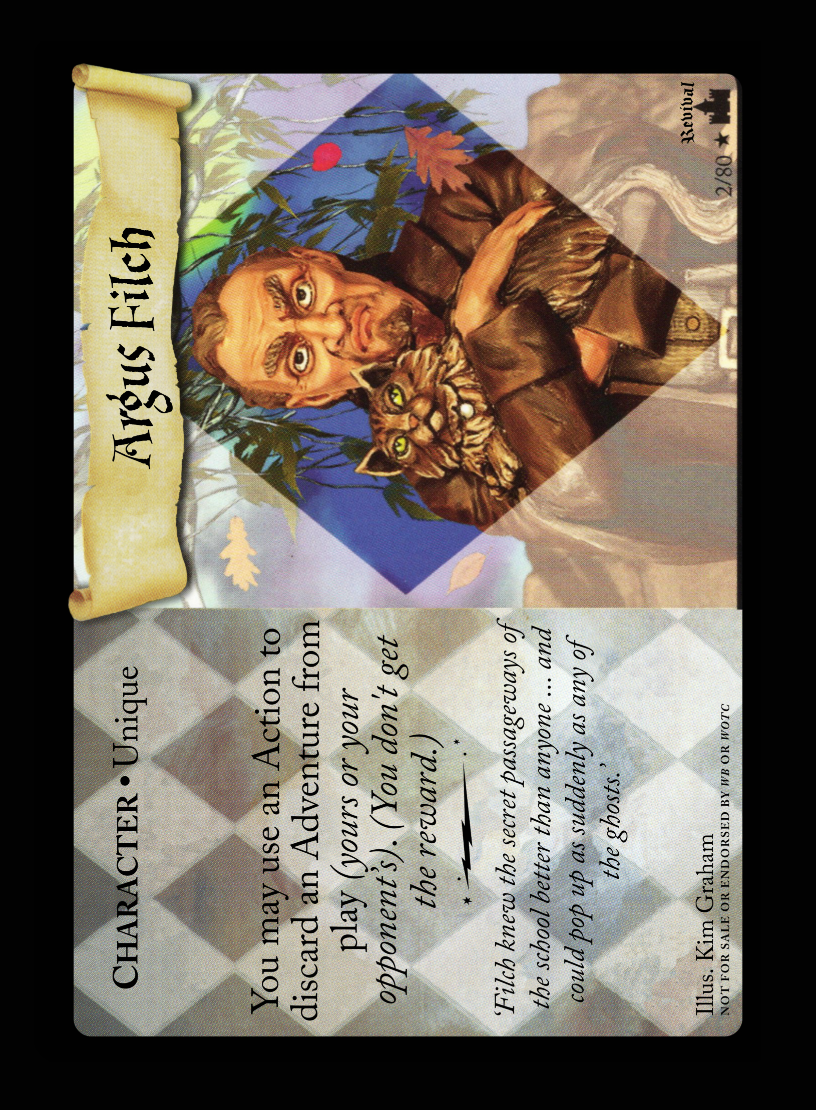 Argus Filch
CHARACTER • Unique
You may use an Action to
discard an Adventure from
play (yours or your
opponent's). (You don't get
the reward.)
‘Filch knew the secret passageways of
the school better than anyone ... and
could pop up as suddenly as any of
the ghosts.’
Illus. Kim Graham
NOT FOR SALE OR ENDORSED BY WB OR WOTC
Revival
2/80 ★